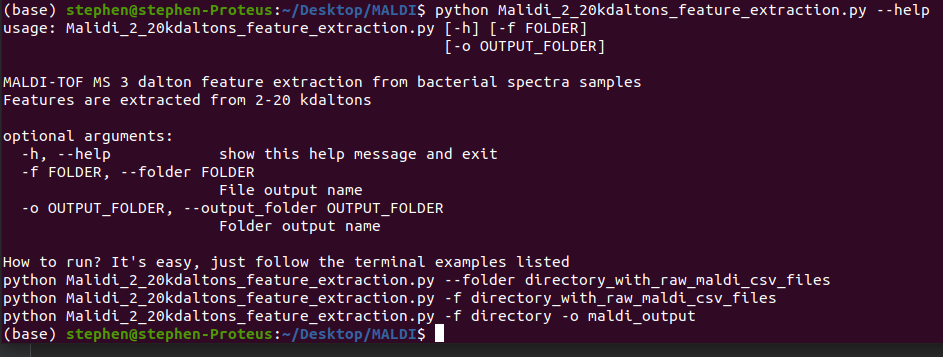 (base) stephen@stephen-Proteus:~/Desktop/MALDI$ python Malidi_2_20kdaltons_feature_extraction.py --help
usage: Malidi_2_20kdaltons_feature_extraction.py [-h] [-f FOLDER]
[-o OUTPUT_FOLDER]
MALDI-TOF MS 3 dalton feature extraction from bacterial spectra samples
Features are extracted from 2-20 kdaltons
optional arguments:
-h, --help show this help message and exit
-f FOLDER, --folder FOLDER
File output name
-o OUTPUT_FOLDER, --output_folder OUTPUT_FOLDER
Folder output name
How to run? It's easy, just follow the terminal examples listed
python Malidi_2_20kdaltons_feature_extraction.py --folder directory_with_raw_maldi_csv_files
python Malidi_2_20kdaltons_feature_extraction.py -f directory_with_raw_maldi_csv_files
python Malidi_2_20kdaltons_feature_extraction.py -f directory -o maldi_output
(base) stephen@stephen-Proteus:~/Desktop/MALDI$